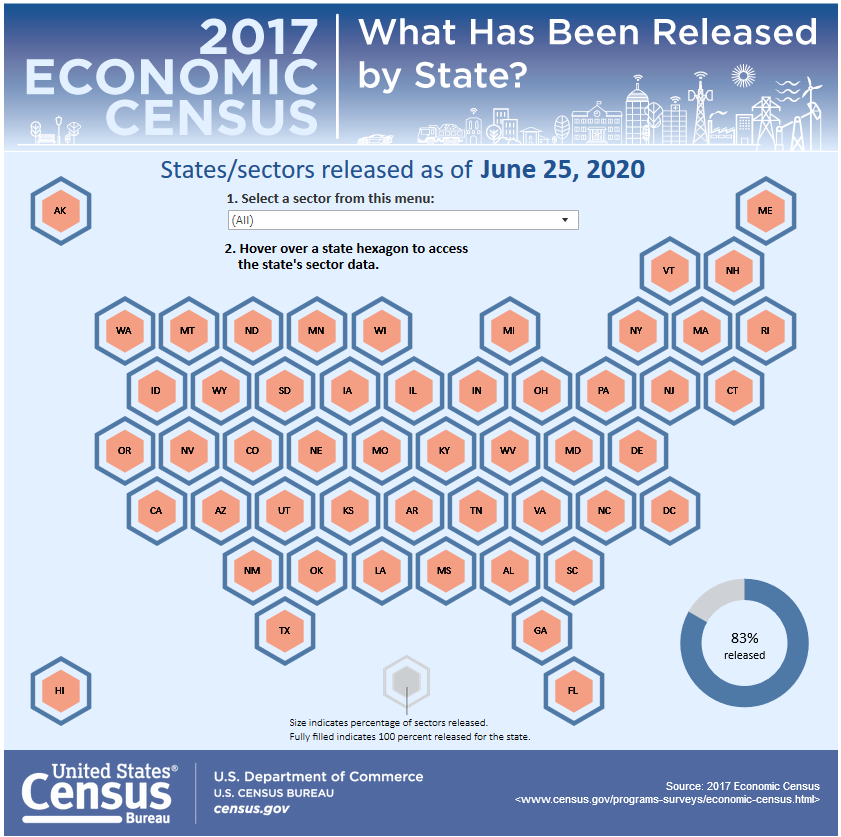 2017
ECONOMIC
CENSUS
What Has Been Released
by State?
States/sectors released as of June 25, 2020
1. Select a sector from this menu:
(All)
2. Hover over a state hexagon to access
the state's sector data.
AK
ME
VT NH
WA MT ND MN WI MI NY MA RI
ID WY SD IA IL IN OH PA NJ CT
OR NV CO NE MO KY WV MD DE
CA AZ UT KS AR TN VA NC DC
NM OK LA MS AL SC
TX GA
HI FL
83%
released
Size indicates percentage of sectors released.
Fully filled indicates 100 percent released for the state.
United States®
Census
Bureau
U.S. Department of Commerce
U.S. CENSUS BUREAU
census.gov
Source: 2017 Economic Census
<www.census.gov/programs-surveys/economic-census.html>